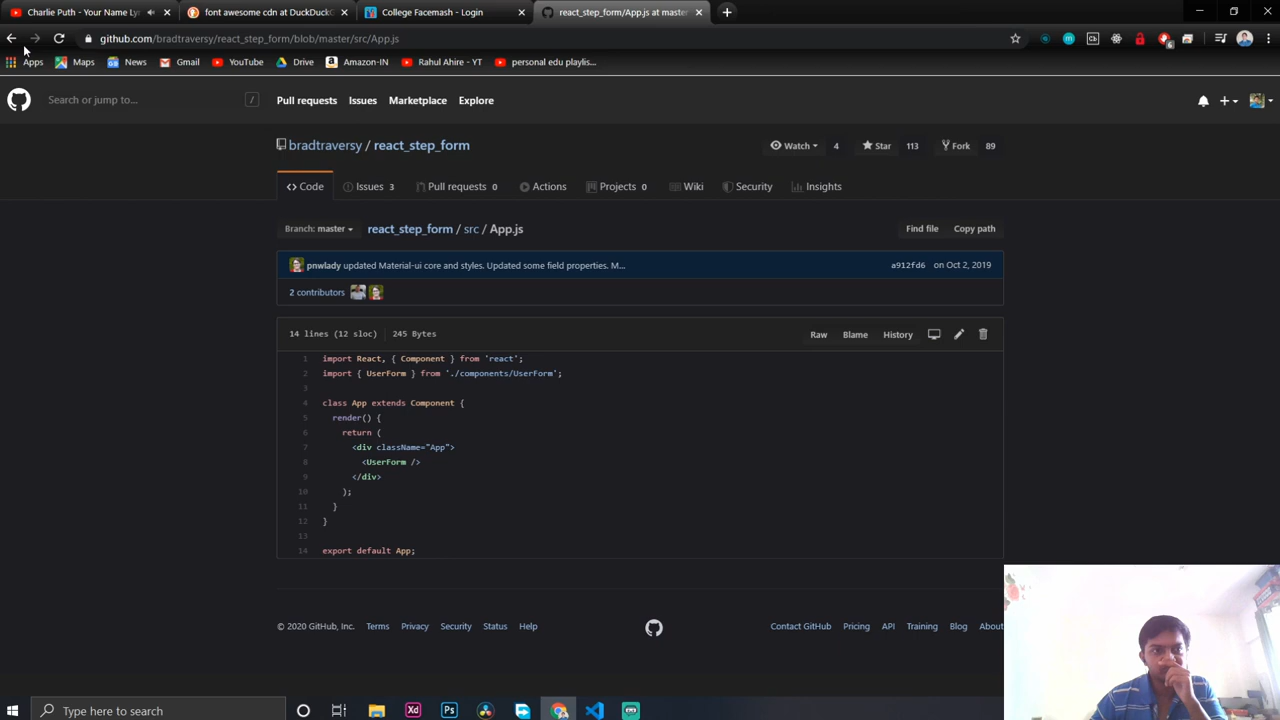 Charlie Puth - Your Name Ly
font awesome cdn at DuckDuckG
College Facemash - Login
react_step_form/App.js at master
github.com/bradtraversy/react_step_form/blob/master/src/App.js
Apps Maps News Gmail YouTube Drive Amazon-IN Rahul Ahire - YT personal edu playlis...
Search or jump to... /
Pull requests Issues Marketplace Explore
bradtraversy / react_step_form
Watch 4 Star 113 Fork 89
Code Issues 3 Pull requests 0 Actions Projects 0 Wiki Security Insights
Branch: master react_step_form / src / App.js Find file Copy path
pnwlady updated Material-ui core and styles. Updated some field properties. M... a912fd6 on Oct 2, 2019
2 contributors
14 lines (12 sloc) 245 Bytes Raw Blame History
1 import React, { Component } from 'react';
2 import { UserForm } from './components/UserForm';
3
4 class App extends Component {
5 render() {
6 return (
7 <div className="App">
8 <UserForm />
9 </div>
10 );
11 }
12 }
13
14 export default App;
© 2020 GitHub, Inc. Terms Privacy Security Status Help
Contact GitHub Pricing API Training Blog About
Type here to search
Xd Ps